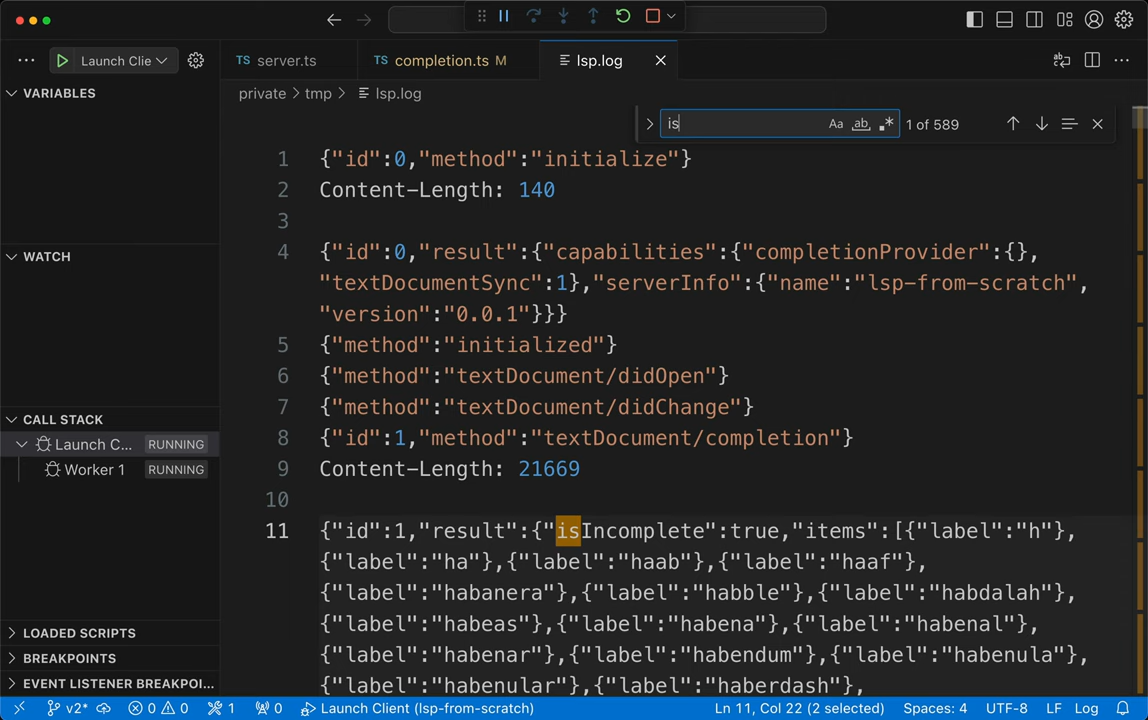 Launch Clie
TS server.ts
TS completion.ts M
lsp.log
VARIABLES
private > tmp > lsp.log
is
Aa ab .* 1 of 589
1 {"id":0,"method":"initialize"}
2 Content-Length: 140
3
4 {"id":0,"result":{"capabilities":{"completionProvider":{},
"textDocumentSync":1},"serverInfo":{"name":"lsp-from-scratch",
"version":"0.0.1"}}}
5 {"method":"initialized"}
6 {"method":"textDocument/didOpen"}
7 {"method":"textDocument/didChange"}
8 {"id":1,"method":"textDocument/completion"}
9 Content-Length: 21669
10
11 {"id":1,"result":{"isIncomplete":true,"items":[{"label":"h"},
{"label":"ha"},{"label":"haab"},{"label":"haaf"},
{"label":"habanera"},{"label":"habble"},{"label":"habdalah"},
{"label":"habeas"},{"label":"habena"},{"label":"habenal"},
{"label":"habenar"},{"label":"habendum"},{"label":"habenula"},
{"label":"habenular"},{"label":"haberdash"},
WATCH
CALL STACK
Launch C... RUNNING
Worker 1 RUNNING
LOADED SCRIPTS
BREAKPOINTS
EVENT LISTENER BREAKPOI...
v2* 0 0 1 0 Launch Client (lsp-from-scratch) Ln 11, Col 22 (2 selected) Spaces: 4 UTF-8 LF Log